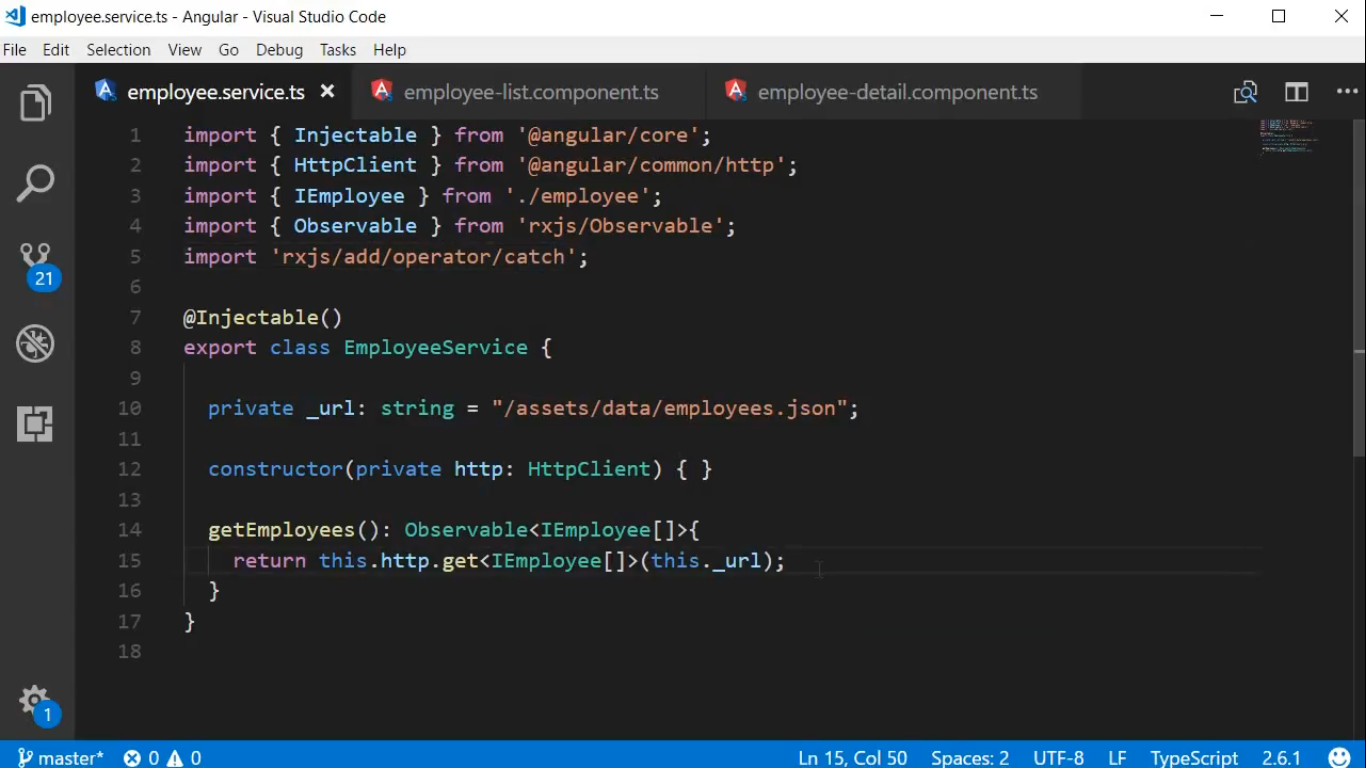 employee.service.ts - Angular - Visual Studio Code
File Edit Selection View Go Debug Tasks Help
employee.service.ts employee-list.component.ts employee-detail.component.ts
1 import { Injectable } from '@angular/core';
2 import { HttpClient } from '@angular/common/http';
3 import { IEmployee } from './employee';
4 import { Observable } from 'rxjs/Observable';
5 import 'rxjs/add/operator/catch';
6
7 @Injectable()
8 export class EmployeeService {
9
10 private _url: string = "/assets/data/employees.json";
11
12 constructor(private http: HttpClient) { }
13
14 getEmployees(): Observable<IEmployee[]>{
15 return this.http.get<IEmployee[]>(this._url);
16 }
17 }
18
21
1
master* 0 0 Ln 15, Col 50 Spaces: 2 UTF-8 LF TypeScript 2.6.1